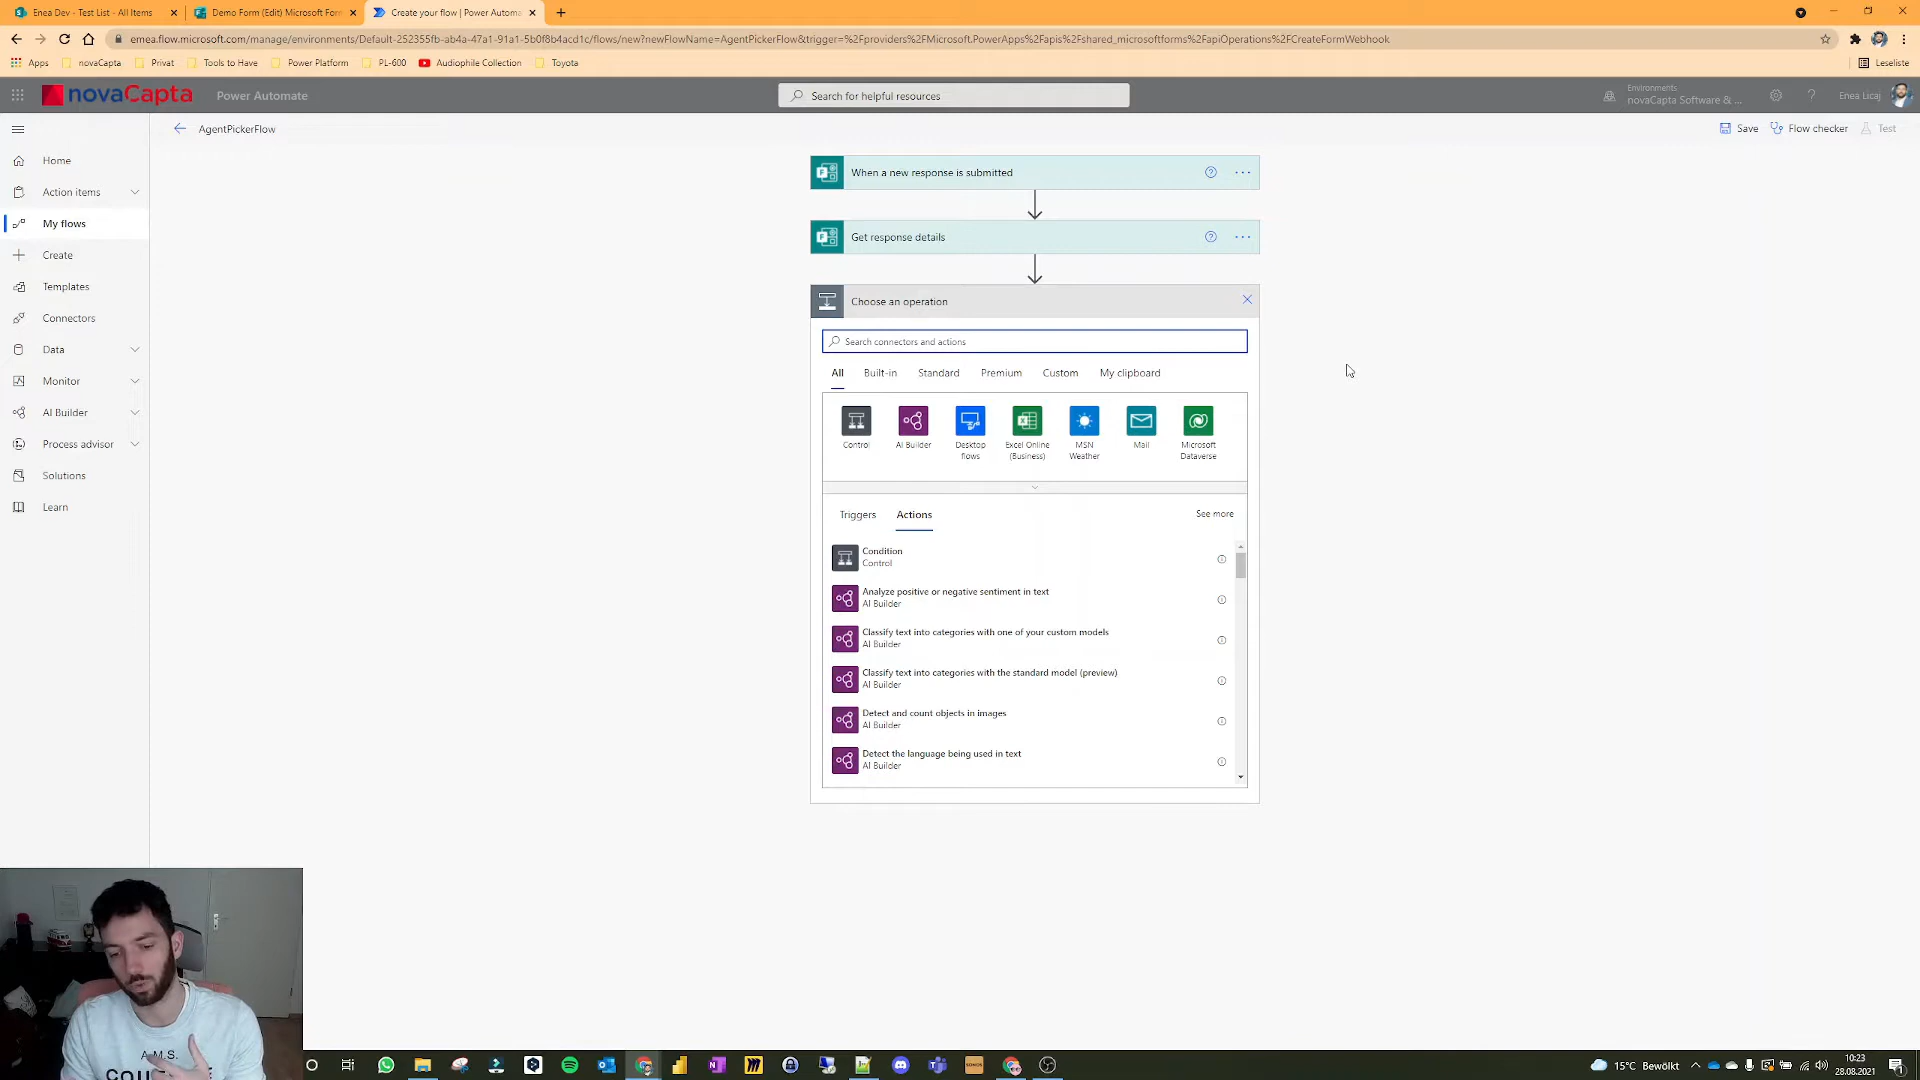 Enea Dev - Test List - All Items
Demo Form (Edit) Microsoft Form
Create your flow | Power Automa
emea.flow.microsoft.com/manage/environments/Default-252355fb-ab4a-47a1-91a1-5b0f8b4acd1c/flows/new?newFlowName=AgentPickerFlow&trigger=%2Fproviders%2FMicrosoft.PowerApps%2Fapis%2Fshared_microsoftforms%2FapiOperations%2FCreateFormWebhook
Apps
novaCapta
Privat
Tools to Have
Power Platform
PL-600
Audiophile Collection
Toyota
Leseliste
novaCapta
Power Automate
Search for helpful resources
Environments
novaCapta Software & ...
Enea Licaj
AgentPickerFlow
Save
Flow checker
Test
Home
Action items
My flows
Create
Templates
Connectors
Data
Monitor
AI Builder
Process advisor
Solutions
Learn
When a new response is submitted
Get response details
Choose an operation
Search connectors and actions
All
Built-in
Standard
Premium
Custom
My clipboard
Control
AI Builder
Desktop flows
Excel Online (Business)
MSN Weather
Mail
Microsoft Dataverse
Triggers
Actions
See more
Condition
Control
Analyze positive or negative sentiment in text
AI Builder
Classify text into categories with one of your custom models
AI Builder
Classify text into categories with the standard model (preview)
AI Builder
Detect and count objects in images
AI Builder
Detect the language being used in text
AI Builder
A.M.S.
15°C Bewölkt
10:23
28.08.2021